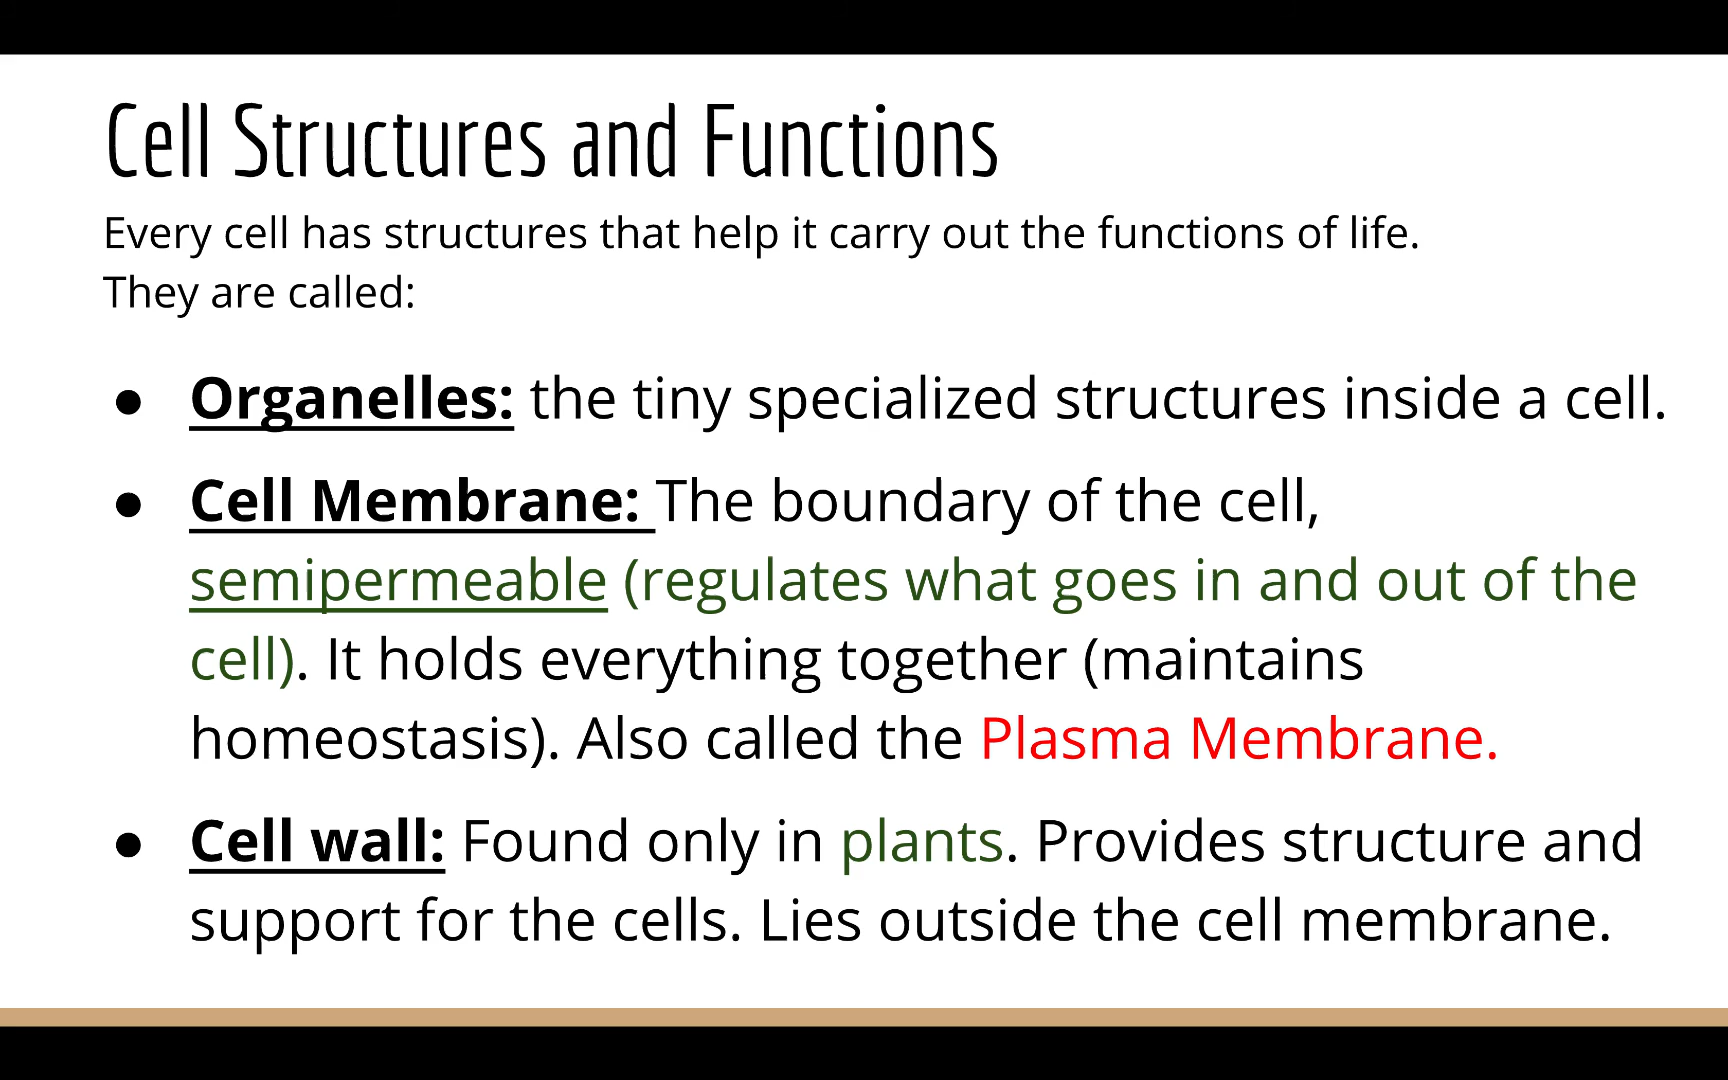 Cell Structures and Functions
Every cell has structures that help it carry out the functions of life.
They are called:
● Organelles: the tiny specialized structures inside a cell.
● Cell Membrane: The boundary of the cell,
semipermeable (regulates what goes in and out of the
cell). It holds everything together (maintains
homeostasis). Also called the Plasma Membrane.
● Cell wall: Found only in plants. Provides structure and
support for the cells. Lies outside the cell membrane.